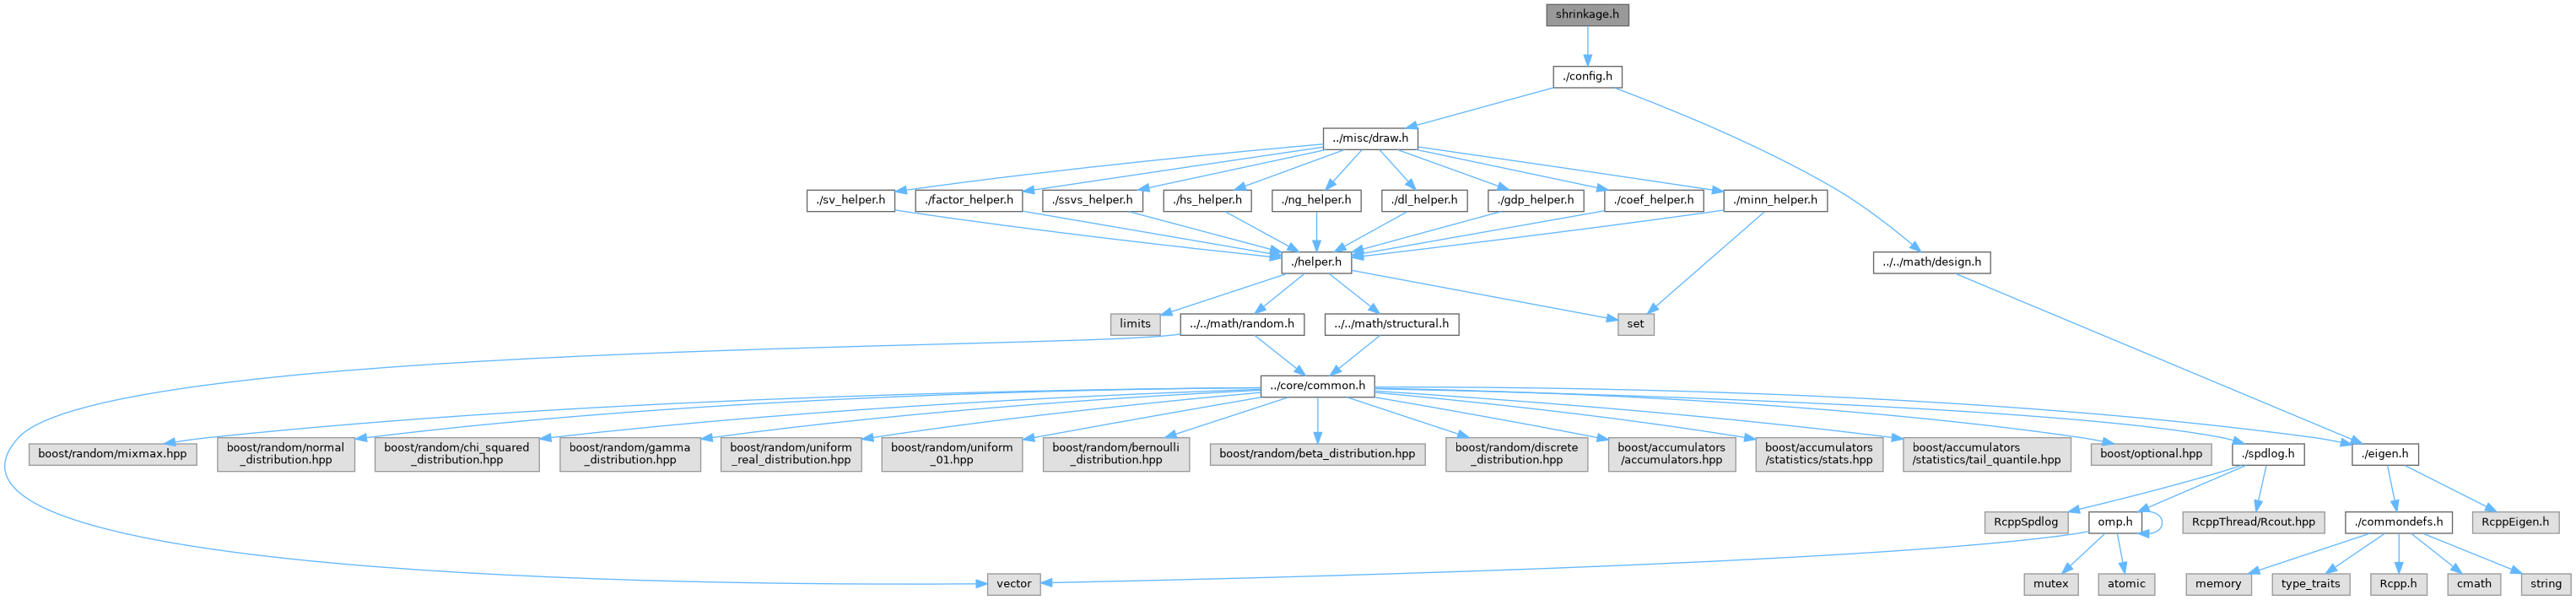 shrinkage.h
./config.h
../misc/draw.h
./sv_helper.h
./factor_helper.h
./ssvs_helper.h
./hs_helper.h
./ng_helper.h
./dl_helper.h
./gdp_helper.h
./coef_helper.h
./minn_helper.h
./helper.h
../../math/design.h
limits
../../math/random.h
../../math/structural.h
set
../core/common.h
boost/random/mixmax.hpp
boost/random/normal
_distribution.hpp
boost/random/chi_squared
_distribution.hpp
boost/random/gamma
_distribution.hpp
boost/random/uniform
_real_distribution.hpp
boost/random/uniform
_01.hpp
boost/random/bernoulli
_distribution.hpp
boost/random/beta_distribution.hpp
boost/random/discrete
_distribution.hpp
boost/accumulators
/accumulators.hpp
boost/accumulators
/statistics/stats.hpp
boost/accumulators
/statistics/tail_quantile.hpp
boost/optional.hpp
./spdlog.h
./eigen.h
RcppSpdlog
omp.h
RcppThread/Rcout.hpp
./commondefs.h
RcppEigen.h
vector
mutex
atomic
memory
type_traits
Rcpp.h
cmath
string